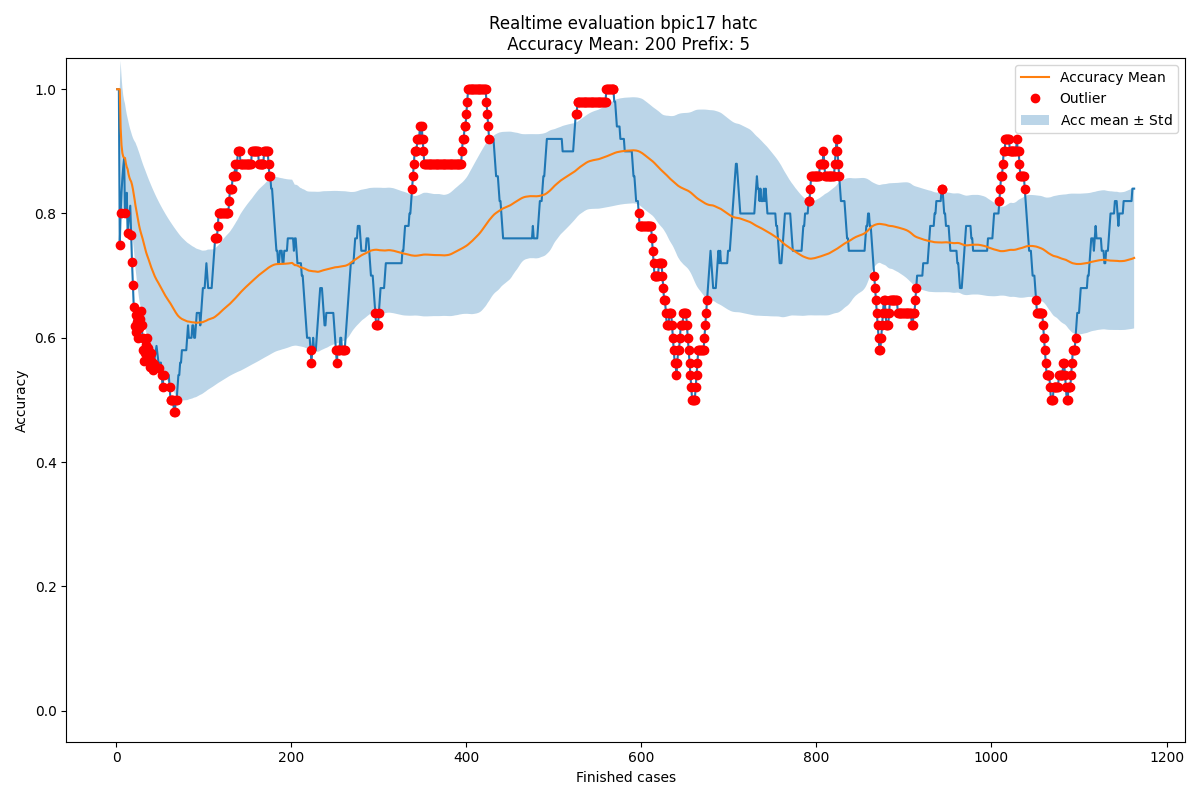 Realtime evaluation bpic17 hatc
Accuracy Mean: 200 Prefix: 5
Accuracy Mean
Outlier
Acc mean ± Std
1.0
0.8
0.6
0.4
0.2
0.0
Accuracy
0 200 400 600 800 1000 1200
Finished cases